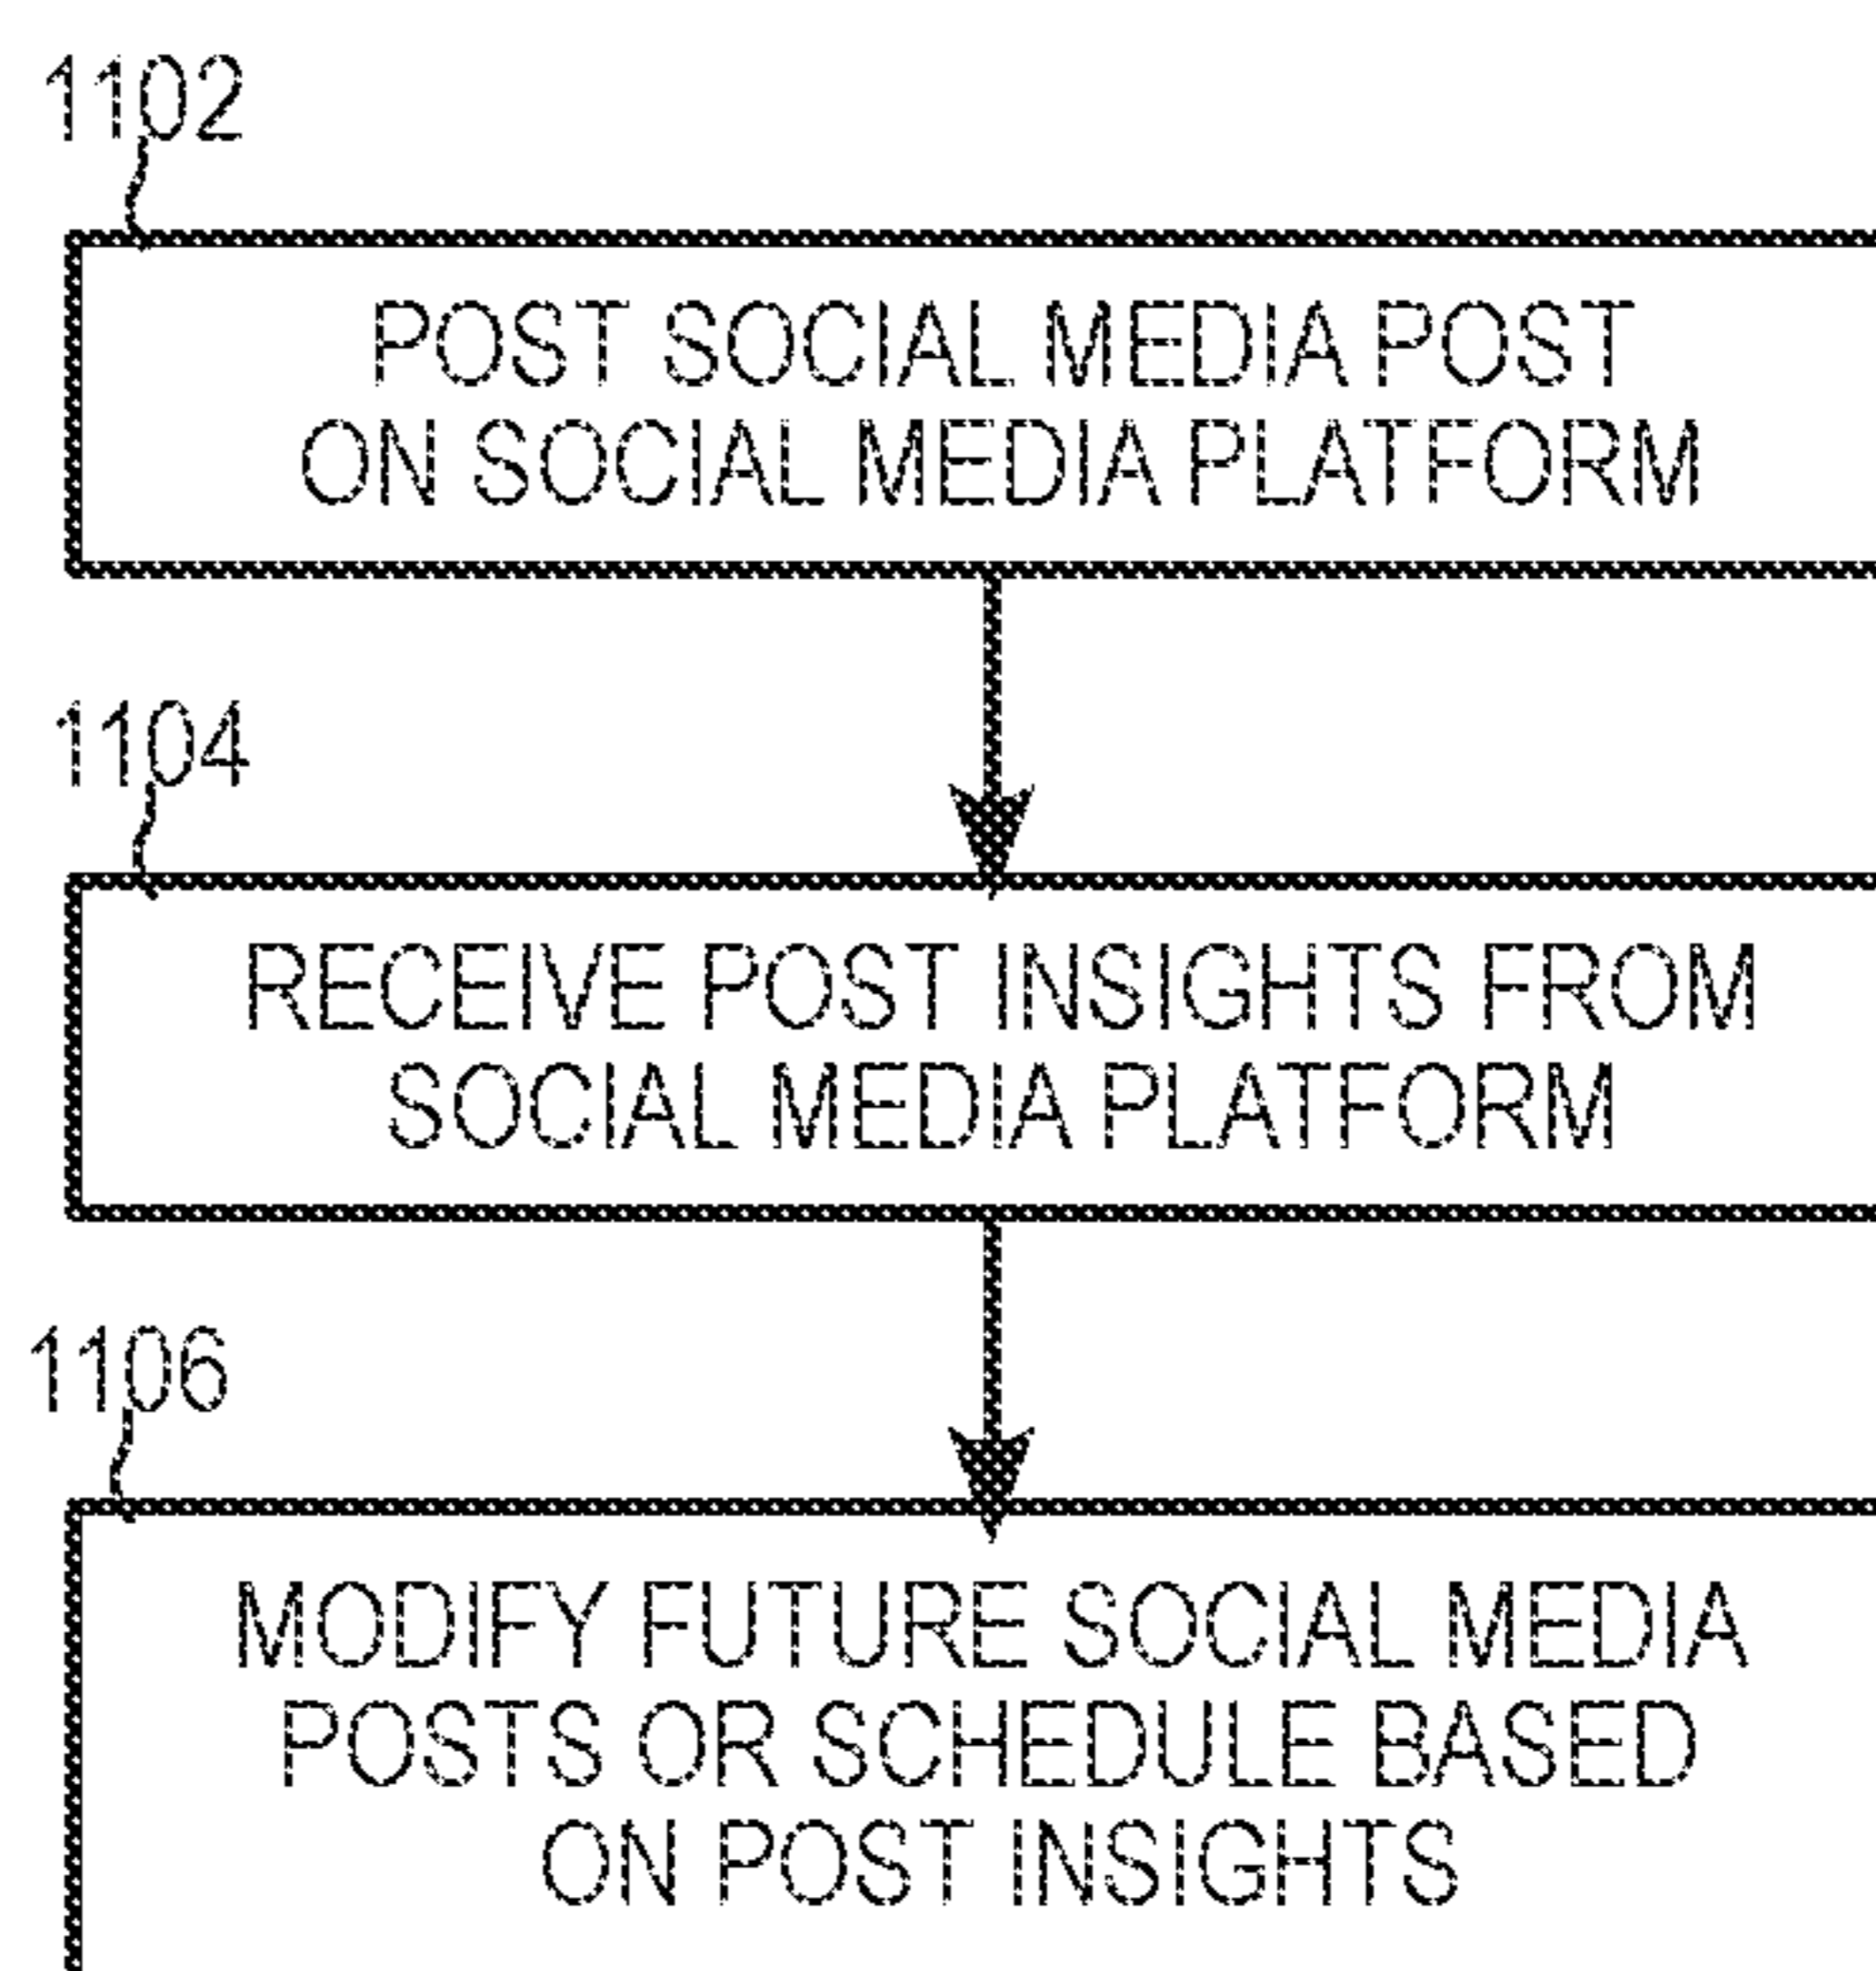 1102
POST SOCIAL MEDIA POST
ON SOCIAL MEDIA PLATFORM
1104
RECEIVE POST INSIGHTS FROM
SOCIAL MEDIA PLATFORM
1106
MODIFY FUTURE SOCIAL MEDIA
POSTS OR SCHEDULE BASED
ON POST INSIGHTS